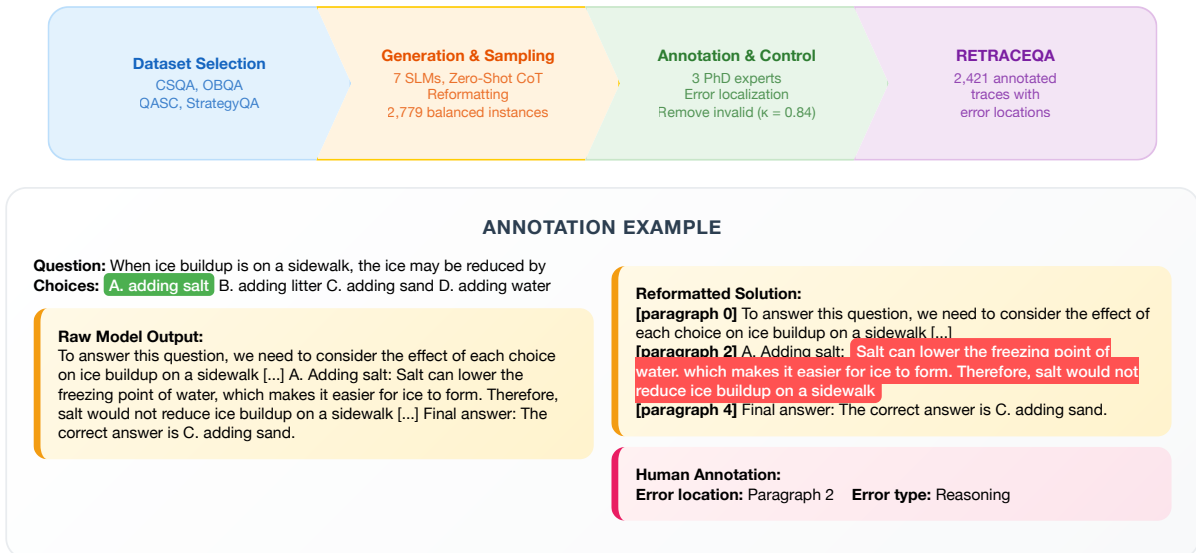 Dataset Selection
CSQA, OBQA
QASC, StrategyQA
Generation & Sampling
7 SLMs, Zero-Shot CoT
Reformatting
2,779 balanced instances
Annotation & Control
3 PhD experts
Error localization
Remove invalid (κ = 0.84)
RETRACEQA
2,421 annotated
traces with
error locations
ANNOTATION EXAMPLE
Question: When ice buildup is on a sidewalk, the ice may be reduced by
Choices: A. adding salt B. adding litter C. adding sand D. adding water
Raw Model Output:
To answer this question, we need to consider the effect of each choice
on ice buildup on a sidewalk [...] A. Adding salt: Salt can lower the
freezing point of water, which makes it easier for ice to form. Therefore,
salt would not reduce ice buildup on a sidewalk [...] Final answer: The
correct answer is C. adding sand.
Reformatted Solution:
[paragraph 0] To answer this question, we need to consider the effect of
each choice on ice buildup on a sidewalk [...]
[paragraph 2] A. Adding salt: Salt can lower the freezing point of
water. which makes it easier for ice to form. Therefore, salt would not
reduce ice buildup on a sidewalk
[paragraph 4] Final answer: The correct answer is C. adding sand.
Human Annotation:
Error location: Paragraph 2 Error type: Reasoning